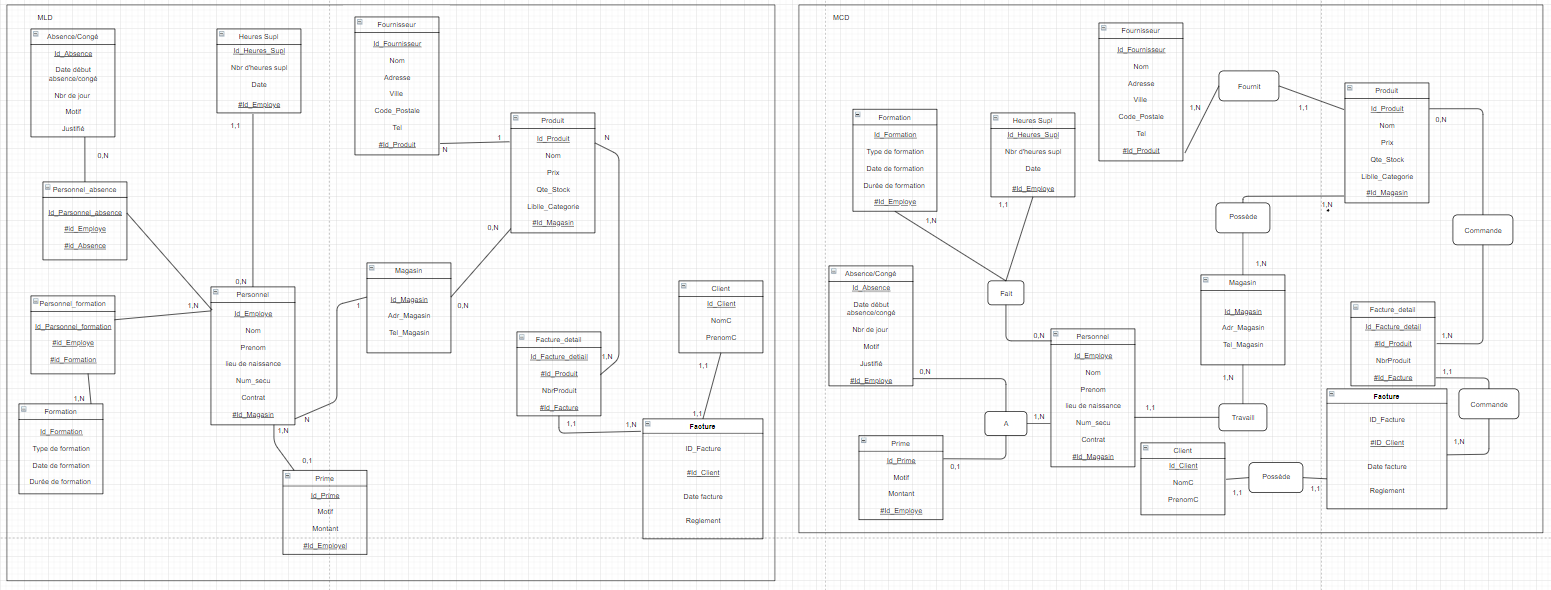 MLD
Absence/Congé
Id_Absence
Date début
absence/congé
Nbr de jour
Motif
Justifié
0,N
Personnel_absence
Id_Parsonnel_absence
#id_Employe
#id_Absence
Personnel_formation
Id_Parsonnel_formation
#id_Employe
#id_Formation
1,N
1,N
Formation
Id_Formation
Type de formation
Date de formation
Durée de formation
Heures Supl
Id_Heures_Supl
Nbr d'heures supl
Date
#Id_Employe
1,1
0,N
Personnel
Id_Employe
Nom
Prenom
lieu de naissance
Num_secu
Contrat
#Id_Magasin
1,N
0,1
N
1
Prime
Id_Prime
Motif
Montant
#Id_Employel
Fournisseur
Id_Fournisseur
Nom
Adresse
Ville
Code_Postale
Tel
#Id_Produit
N
1
Produit
Id_Produit
Nom
Prix
Qte_Stock
Liblle_Categorie
#Id_Magasin
N
0,N
0,N
Magasin
Id_Magasin
Adr_Magasin
Tel_Magasin
Facture_detail
Id_Facture_detiail
#Id_Produit
NbrProduit
#Id_Facture
1,N
1,1
1,N
Client
Id_Client
NomC
PrenomC
1,1
1,1
Facture
ID_Facture
#Id_Client
Date facture
Reglement
MCD
Formation
Id_Formation
Type de formation
Date de formation
Durée de formation
#Id_Employe
1,N
Heures Supl
Id_Heures_Supl
Nbr d'heures supl
Date
#Id_Employe
1,1
Fait
0,N
Absence/Congé
Id_Absence
Date début
absence/congé
Nbr de jour
Motif
Justifié
#Id_Employe
0,N
A
1,N
0,1
Prime
Id_Prime
Motif
Montant
#Id_Employe
Personnel
Id_Employe
Nom
Prenom
lieu de naissance
Num_secu
Contrat
#Id_Magasin
1,1
Travail
1,N
Fournisseur
Id_Fournisseur
Nom
Adresse
Ville
Code_Postale
Tel
#Id_Produit
1,N
Fournit
1,1
Produit
Id_Produit
Nom
Prix
Qte_Stock
Liblle_Categorie
#Id_Magasin
0,N
1,N
Possède
1,N
Magasin
Id_Magasin
Adr_Magasin
Tel_Magasin
Commande
1,N
Facture_detail
Id_Facture_detail
#Id_Produit
NbrProduit
#Id_Facture
1,1
Commande
1,N
Facture
ID_Facture
#ID_Client
Date facture
Reglement
Client
Id_Client
NomC
PrenomC
1,1
Possède
1,1